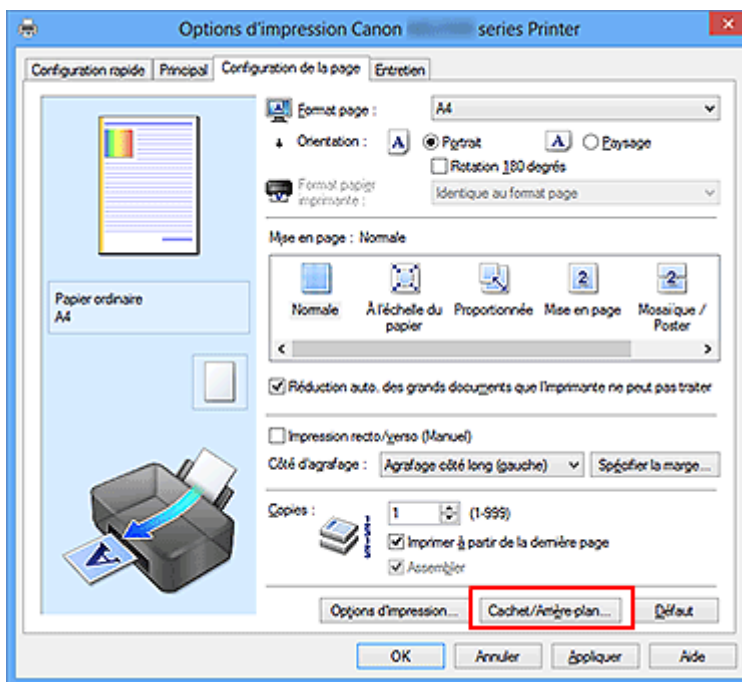 Options d'impression Canon series Printer
Configuration rapide Principal Configuration de la page Entretien
Format page : A4
Orientation : A Portrait A Paysage
Rotation 180 degrés
Format papier imprimante : Identique au format page
Mise en page : Normale
Normale À l'échelle du papier Proportionnée Mise en page Mosaïque / Poster
Papier ordinaire
A4
Réduction auto. des grands documents que l'imprimante ne peut pas traiter
Impression recto/verso (Manuel)
Côté d'agrafage : Agrafage côté long (gauche) Spécifier la marge...
Copies : 1 (1-999)
Imprimer à partir de la dernière page
Assembler
Options d'impression... Cachet/Arrière-plan... Défaut
OK Annuler Appliquer Aide